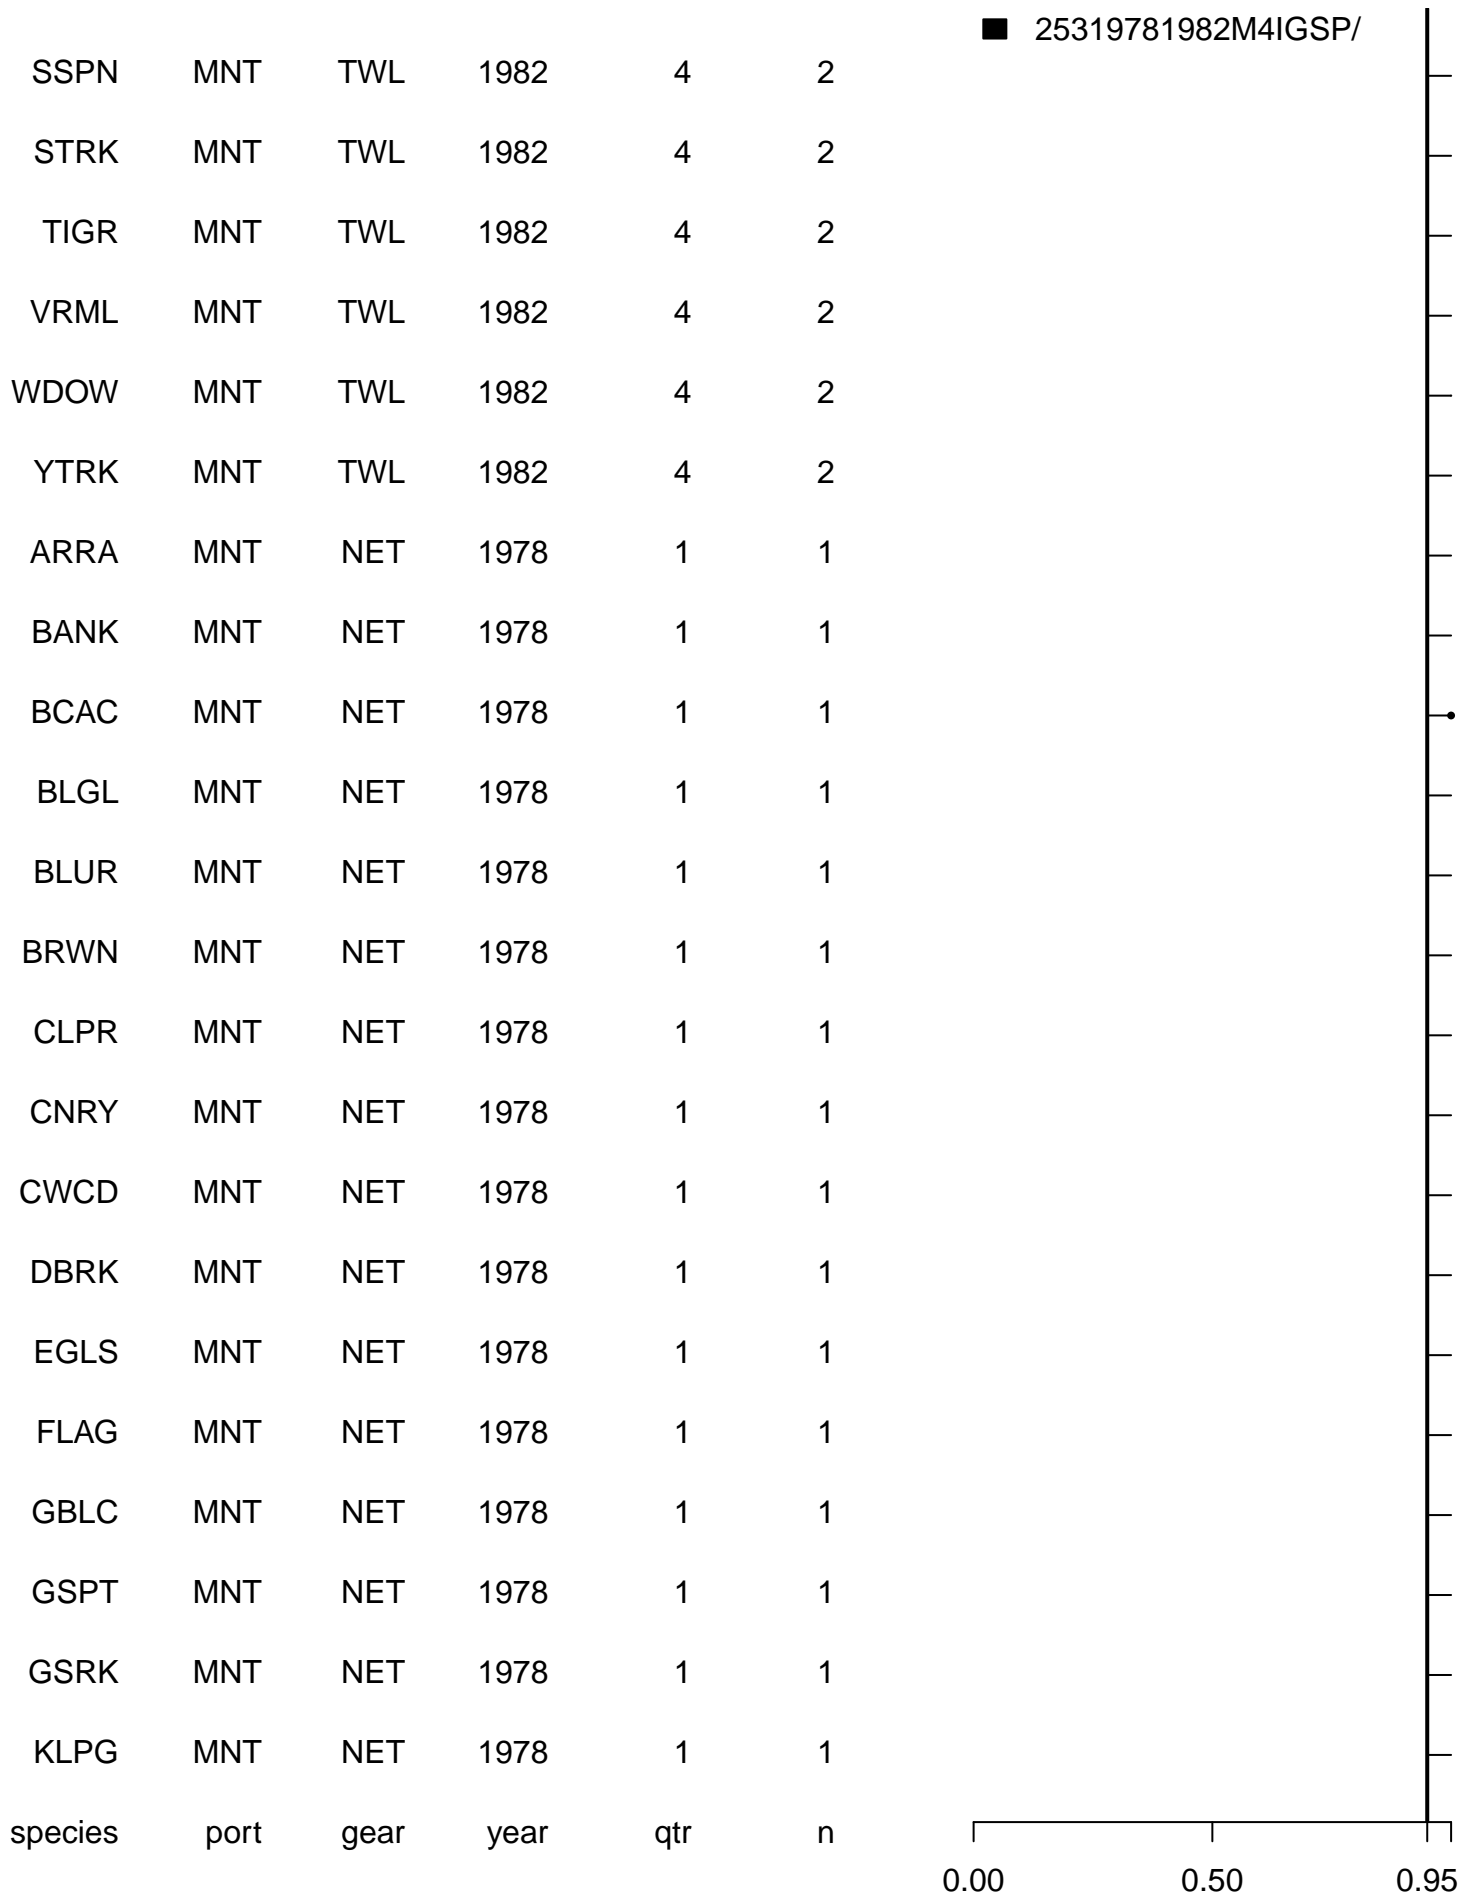 25319781982M4IGSP/
SSPN MNT TWL 1982 4 2
STRK MNT TWL 1982 4 2
TIGR MNT TWL 1982 4 2
VRML MNT TWL 1982 4 2
WDOW MNT TWL 1982 4 2
YTRK MNT TWL 1982 4 2
ARRA MNT NET 1978 1 1
BANK MNT NET 1978 1 1
BCAC MNT NET 1978 1 1
BLGL MNT NET 1978 1 1
BLUR MNT NET 1978 1 1
BRWN MNT NET 1978 1 1
CLPR MNT NET 1978 1 1
CNRY MNT NET 1978 1 1
CWCD MNT NET 1978 1 1
DBRK MNT NET 1978 1 1
EGLS MNT NET 1978 1 1
FLAG MNT NET 1978 1 1
GBLC MNT NET 1978 1 1
GSPT MNT NET 1978 1 1
GSRK MNT NET 1978 1 1
KLPG MNT NET 1978 1 1
species port gear year qtr n
0.00 0.50 0.95